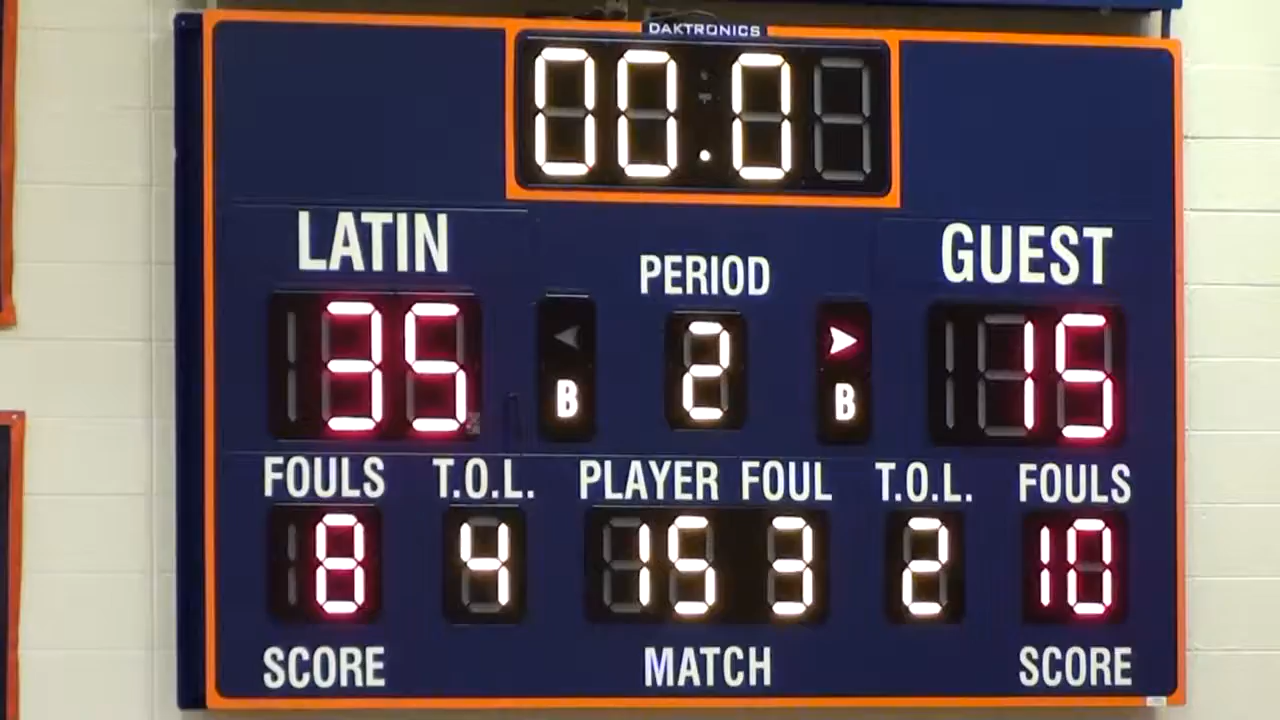 DAKTRONICS
00.0
LATIN
PERIOD
GUEST
35
B
2
B
15
FOULS
T.O.L.
PLAYER FOUL
T.O.L.
FOULS
8
4
15 3
2
10
SCORE
MATCH
SCORE